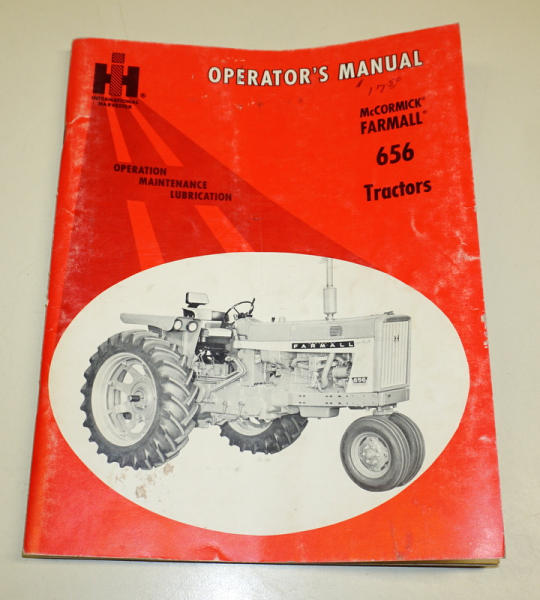 IH
INTERNATIONAL
HARVESTER®
OPERATOR'S MANUAL
McCORMICK®
FARMALL®
656
Tractors
OPERATION
MAINTENANCE
LUBRICATION
FARMALL
656